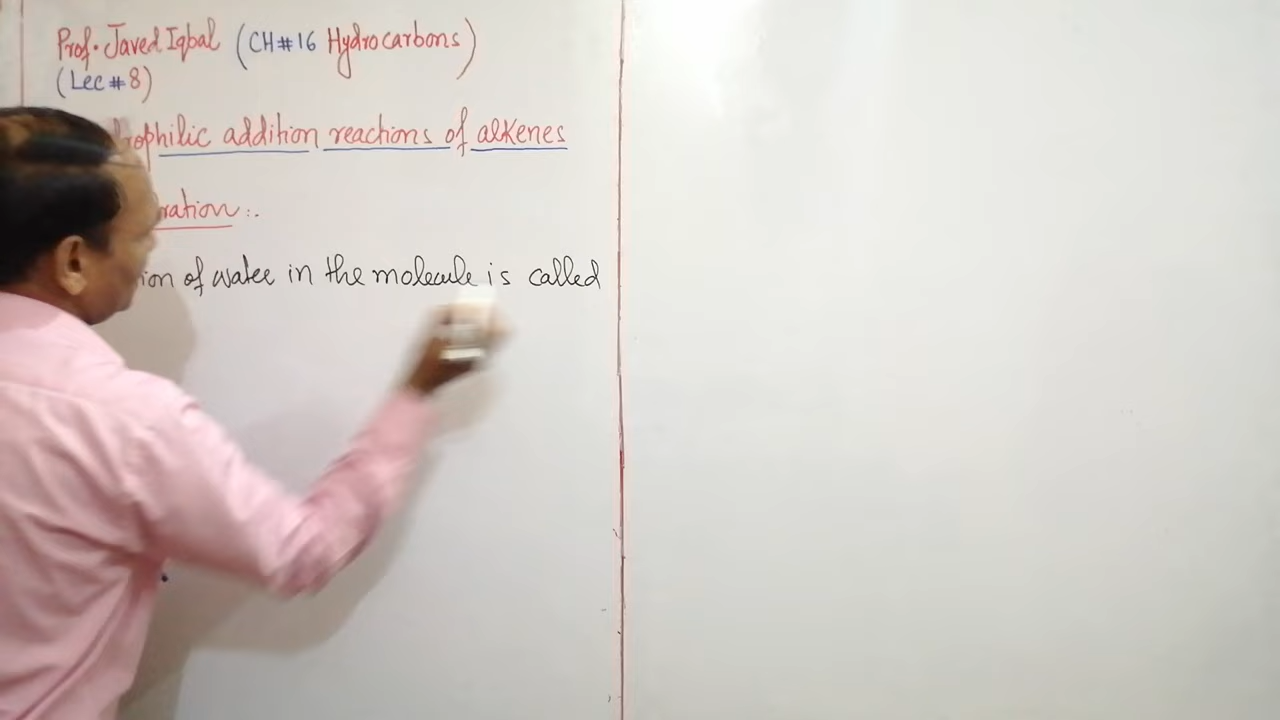 Prof. Javed Iqbal (CH#16 Hydrocarbons)
(Lec #8)
rophilic addition reactions of alkenes
ration :-
ion of water in the molecule is called